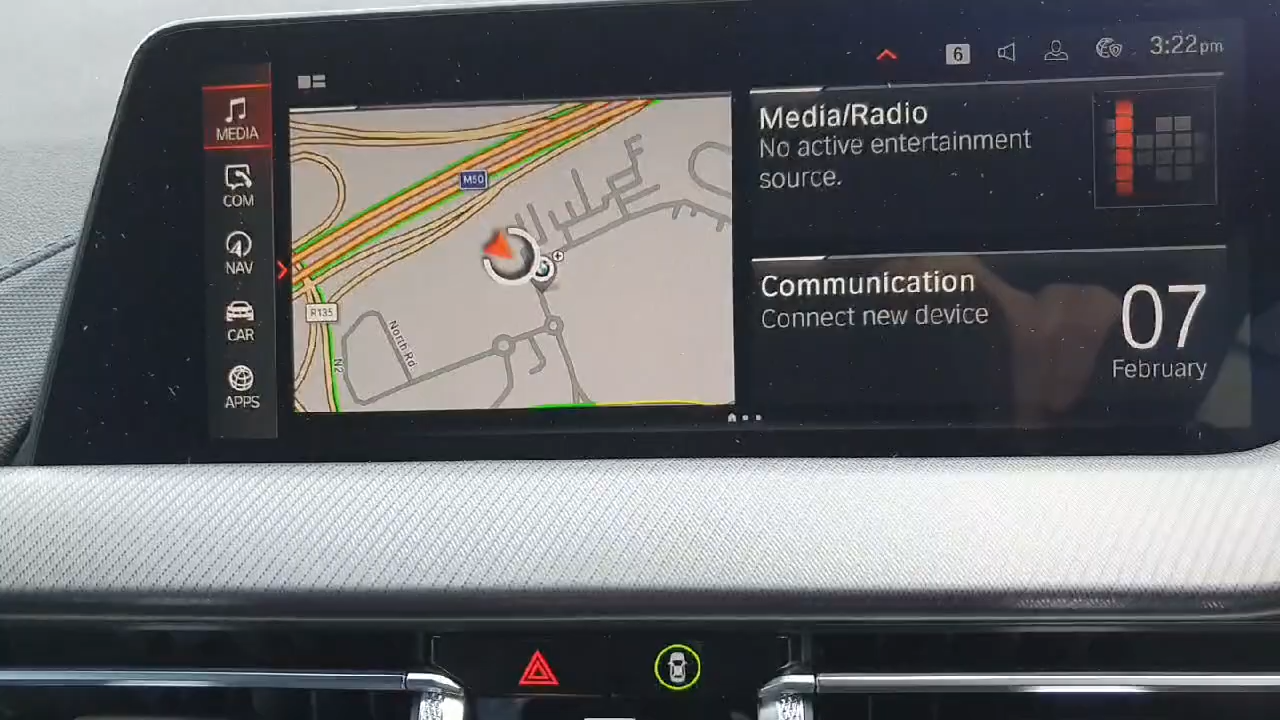 6
3:22pm
MEDIA
COM
NAV
CAR
APPS
M50
R135
North Rd.
N2
Media/Radio
No active entertainment
source.
Communication
Connect new device
07
February